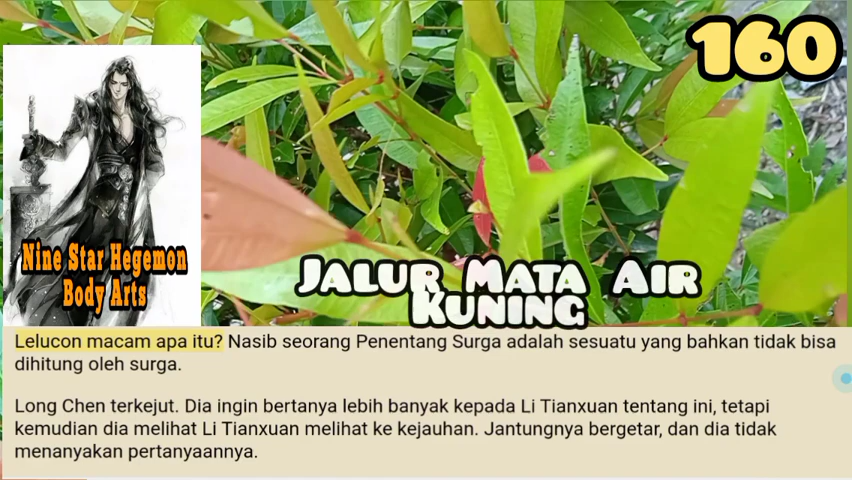 160
Nine Star Hegemon
Body Arts
Jalur Mata Air
Kuning
Lelucon macam apa itu? Nasib seorang Penentang Surga adalah sesuatu yang bahkan tidak bisa
dihitung oleh surga.
Long Chen terkejut. Dia ingin bertanya lebih banyak kepada Li Tianxuan tentang ini, tetapi
kemudian dia melihat Li Tianxuan melihat ke kejauhan. Jantungnya bergetar, dan dia tidak
menanyakan pertanyaannya.